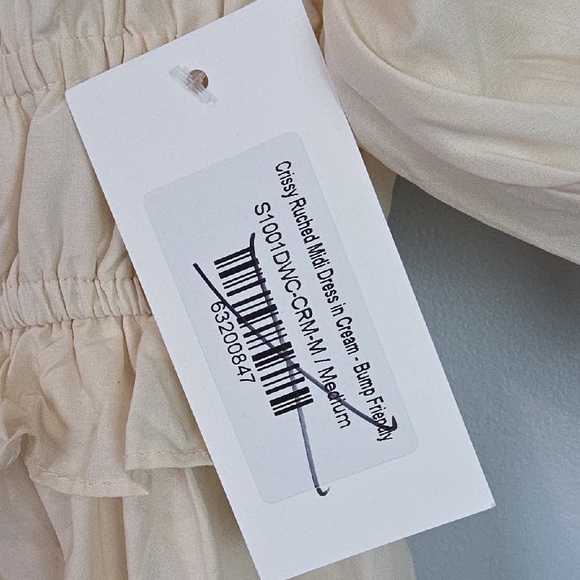 Crissy Ruched Midi Dress in Cream - Bump Friendly
S1001DWC-CRM-M / Medium
63200847